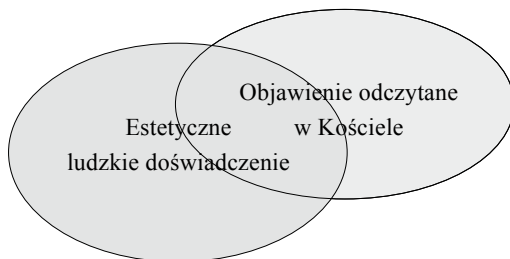 Objawienie odczytane
w Kościele
Estetyczne
ludzkie doświadczenie